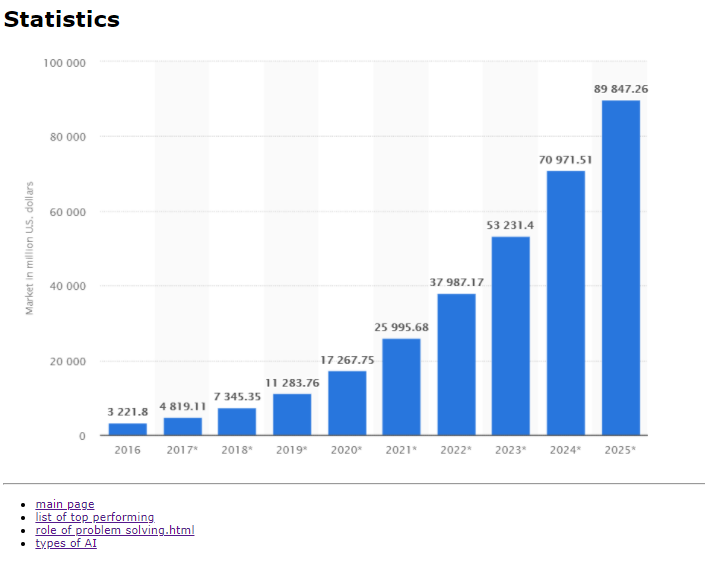 Statistics
100 000
89 847.26
80 000
70 971.51
60 000
53 231.4
Market in million U.S. dollars
40 000
37 987.17
25 995.68
20 000
17 267.75
11 283.76
7 345.35
4 819.11
3 221.8
0
2016 2017* 2018* 2019* 2020* 2021* 2022* 2023* 2024* 2025*
main page
list of top performing
role of problem solving.html
types of AI